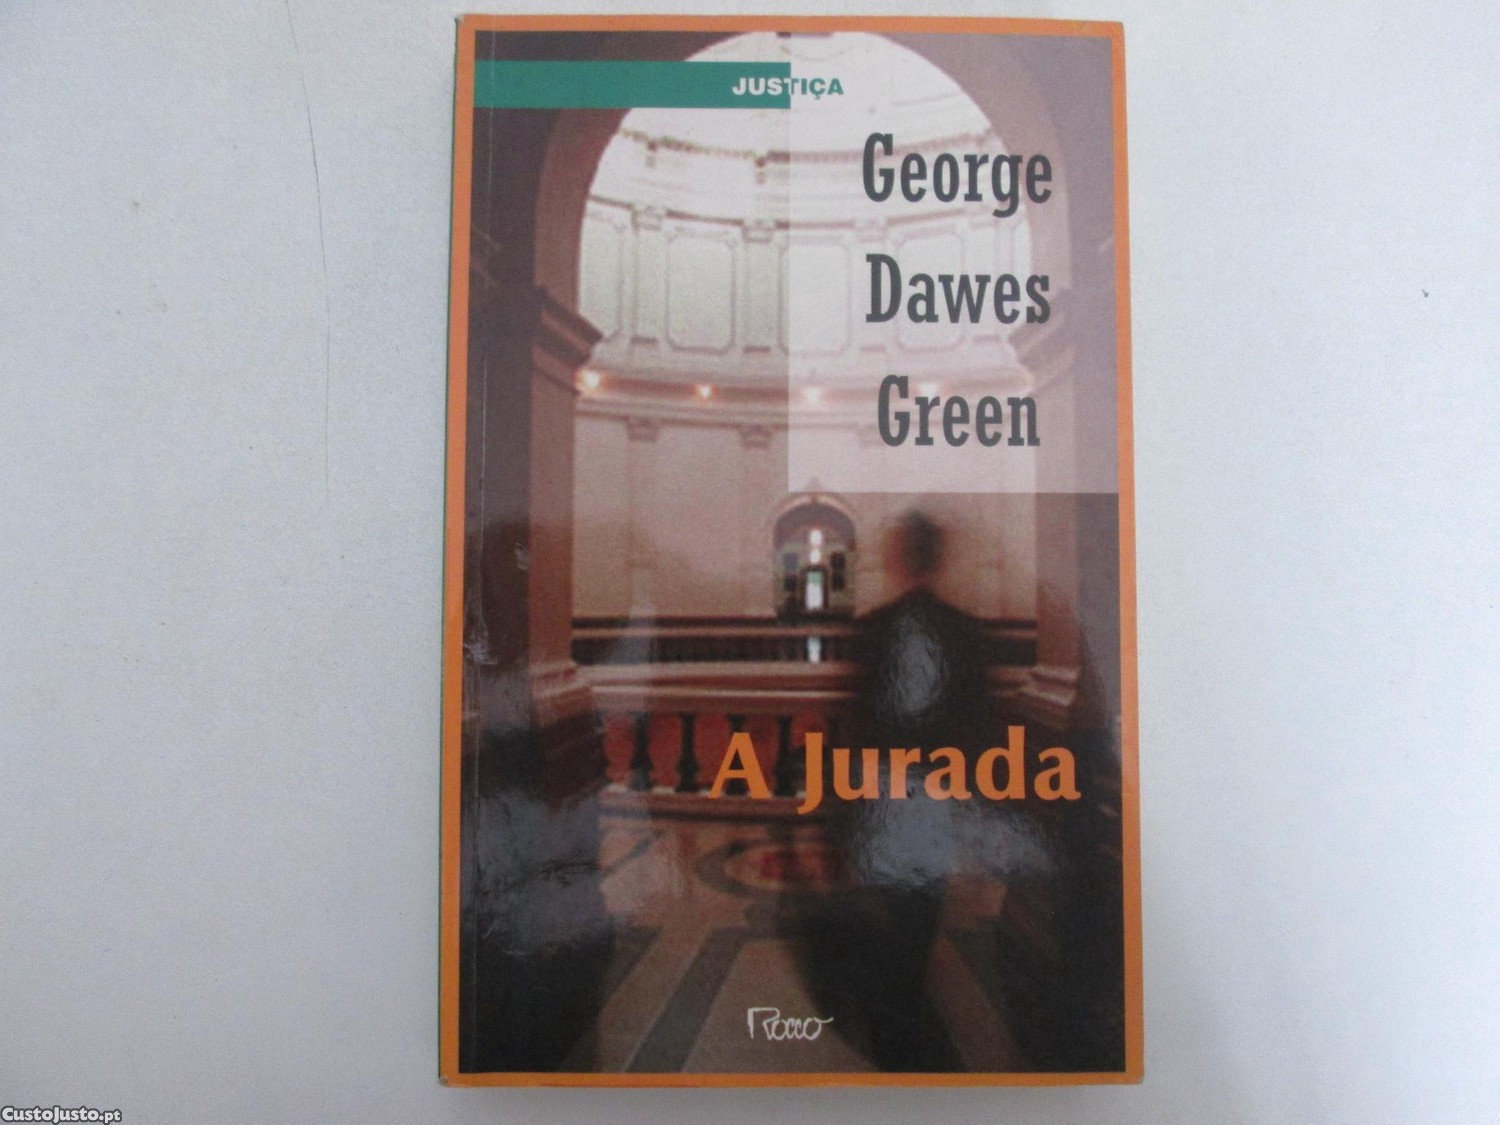 JUSTIÇA
George
Dawes
Green
A Jurada
Rocco
CustoJusto.pt